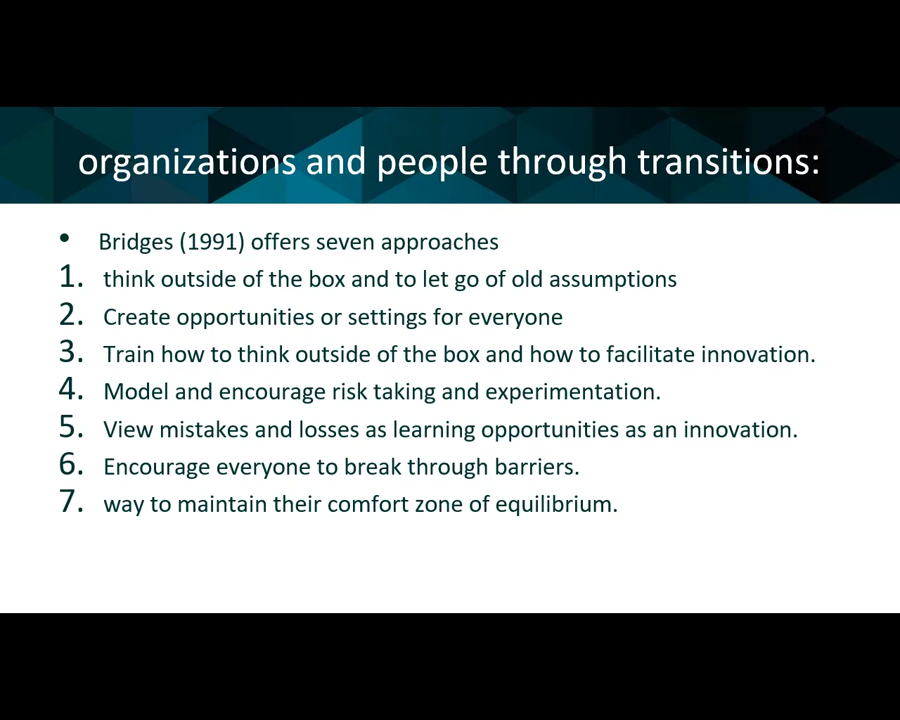 organizations and people through transitions:
• Bridges (1991) offers seven approaches
1. think outside of the box and to let go of old assumptions
2. Create opportunities or settings for everyone
3. Train how to think outside of the box and how to facilitate innovation.
4. Model and encourage risk taking and experimentation.
5. View mistakes and losses as learning opportunities as an innovation.
6. Encourage everyone to break through barriers.
7. way to maintain their comfort zone of equilibrium.